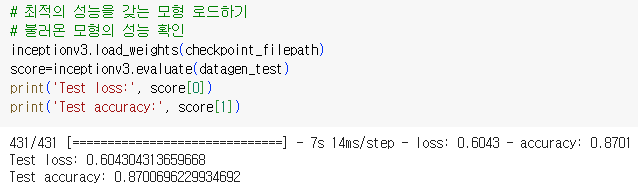 # 최적의 성능을 갖는 모형 로드하기
# 불러온 모형의 성능 확인
inceptionv3.load_weights(checkpoint_filepath)
score=inceptionv3.evaluate(datagen_test)
print('Test loss:', score[0])
print('Test accuracy:', score[1])
431/431 [==============================] - 7s 14ms/step - loss: 0.6043 - accuracy: 0.8701
Test loss: 0.604304313659668
Test accuracy: 0.8700696229934692